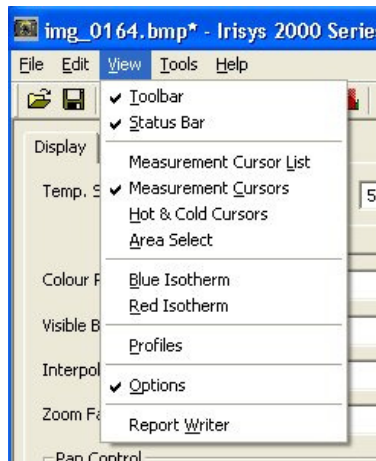 img_0164.bmp* - Irisys 2000 Series
File Edit View Tools Help
Toolbar
Status Bar
Display
Measurement Cursor List
Temp. S
Measurement Cursors
5
Hot & Cold Cursors
Area Select
Colour P
Blue Isotherm
Red Isotherm
Visible B
Profiles
Interpol
Options
Zoom Fa
Report Writer
Pan Control